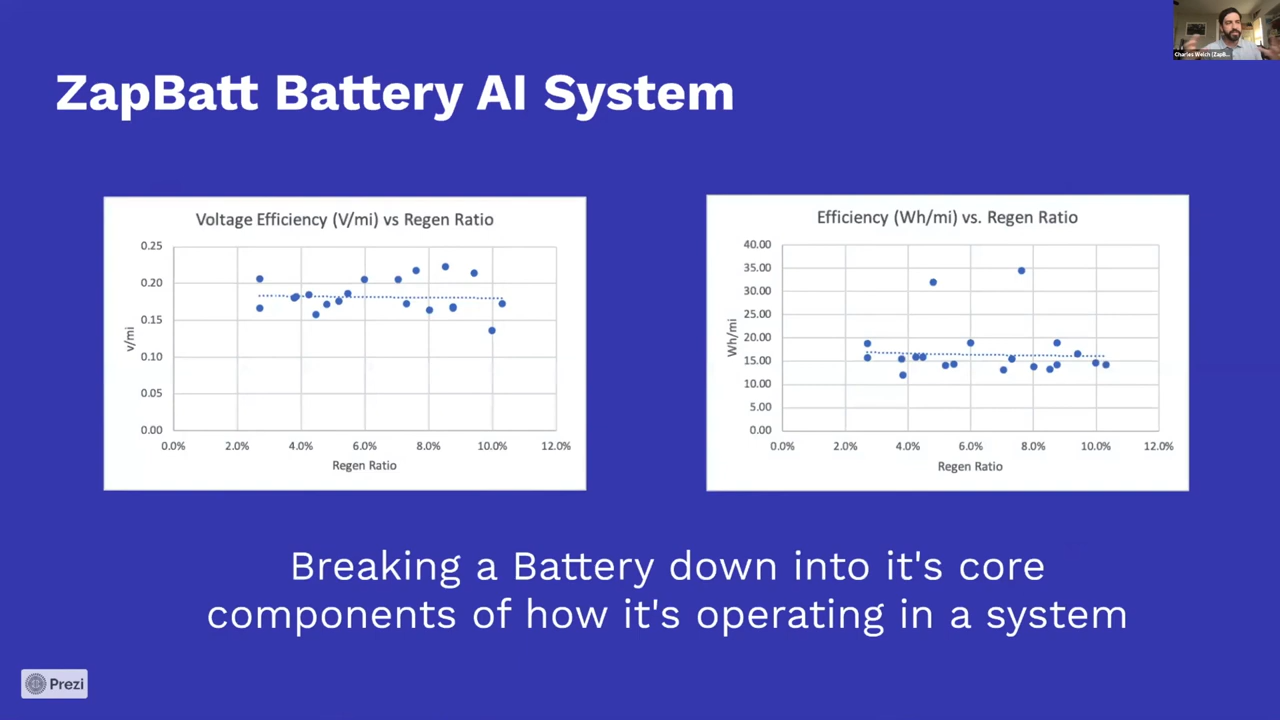 Charles Welch (ZapB...
ZapBatt Battery AI System
Voltage Efficiency (V/mi) vs Regen Ratio
0.25
0.20
0.15
0.10
0.05
0.00
v/mi
0.0% 2.0% 4.0% 6.0% 8.0% 10.0% 12.0%
Regen Ratio
Efficiency (Wh/mi) vs. Regen Ratio
40.00
35.00
30.00
25.00
20.00
15.00
10.00
5.00
0.00
Wh/mi
0.0% 2.0% 4.0% 6.0% 8.0% 10.0% 12.0%
Regen Ratio
Breaking a Battery down into it's core
components of how it's operating in a system
Prezi